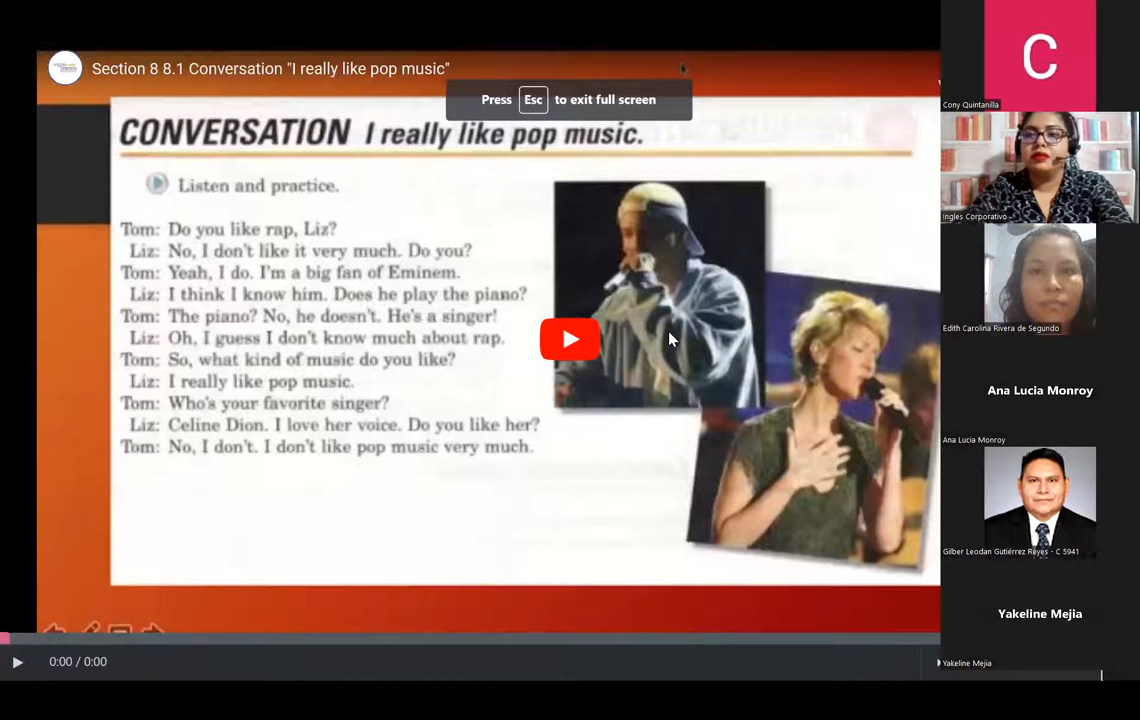 Section 8 8.1 Conversation "I really like pop music"
Press Esc to exit full screen
CONVERSATION I really like pop music.
Listen and practice.
Tom: Do you like rap, Liz?
Liz: No, I don't like it very much. Do you?
Tom: Yeah, I do. I'm a big fan of Eminem.
Liz: I think I know him. Does he play the piano?
Tom: The piano? No, he doesn't. He's a singer!
Liz: Oh, I guess I don't know much about rap.
Tom: So, what kind of music do you like?
Liz: I really like pop music.
Tom: Who's your favorite singer?
Liz: Celine Dion. I love her voice. Do you like her?
Tom: No, I don't. I don't like pop music very much.
0:00 / 0:00
C
Cony Quintanilla
Ingles Corporativo
Edith Carolina Rivera de Segundo
Ana Lucia Monroy
Ana Lucia Monroy
Gilber Leodan Gutiérrez Reyes - C 5941
Yakeline Mejia
Yakeline Mejia